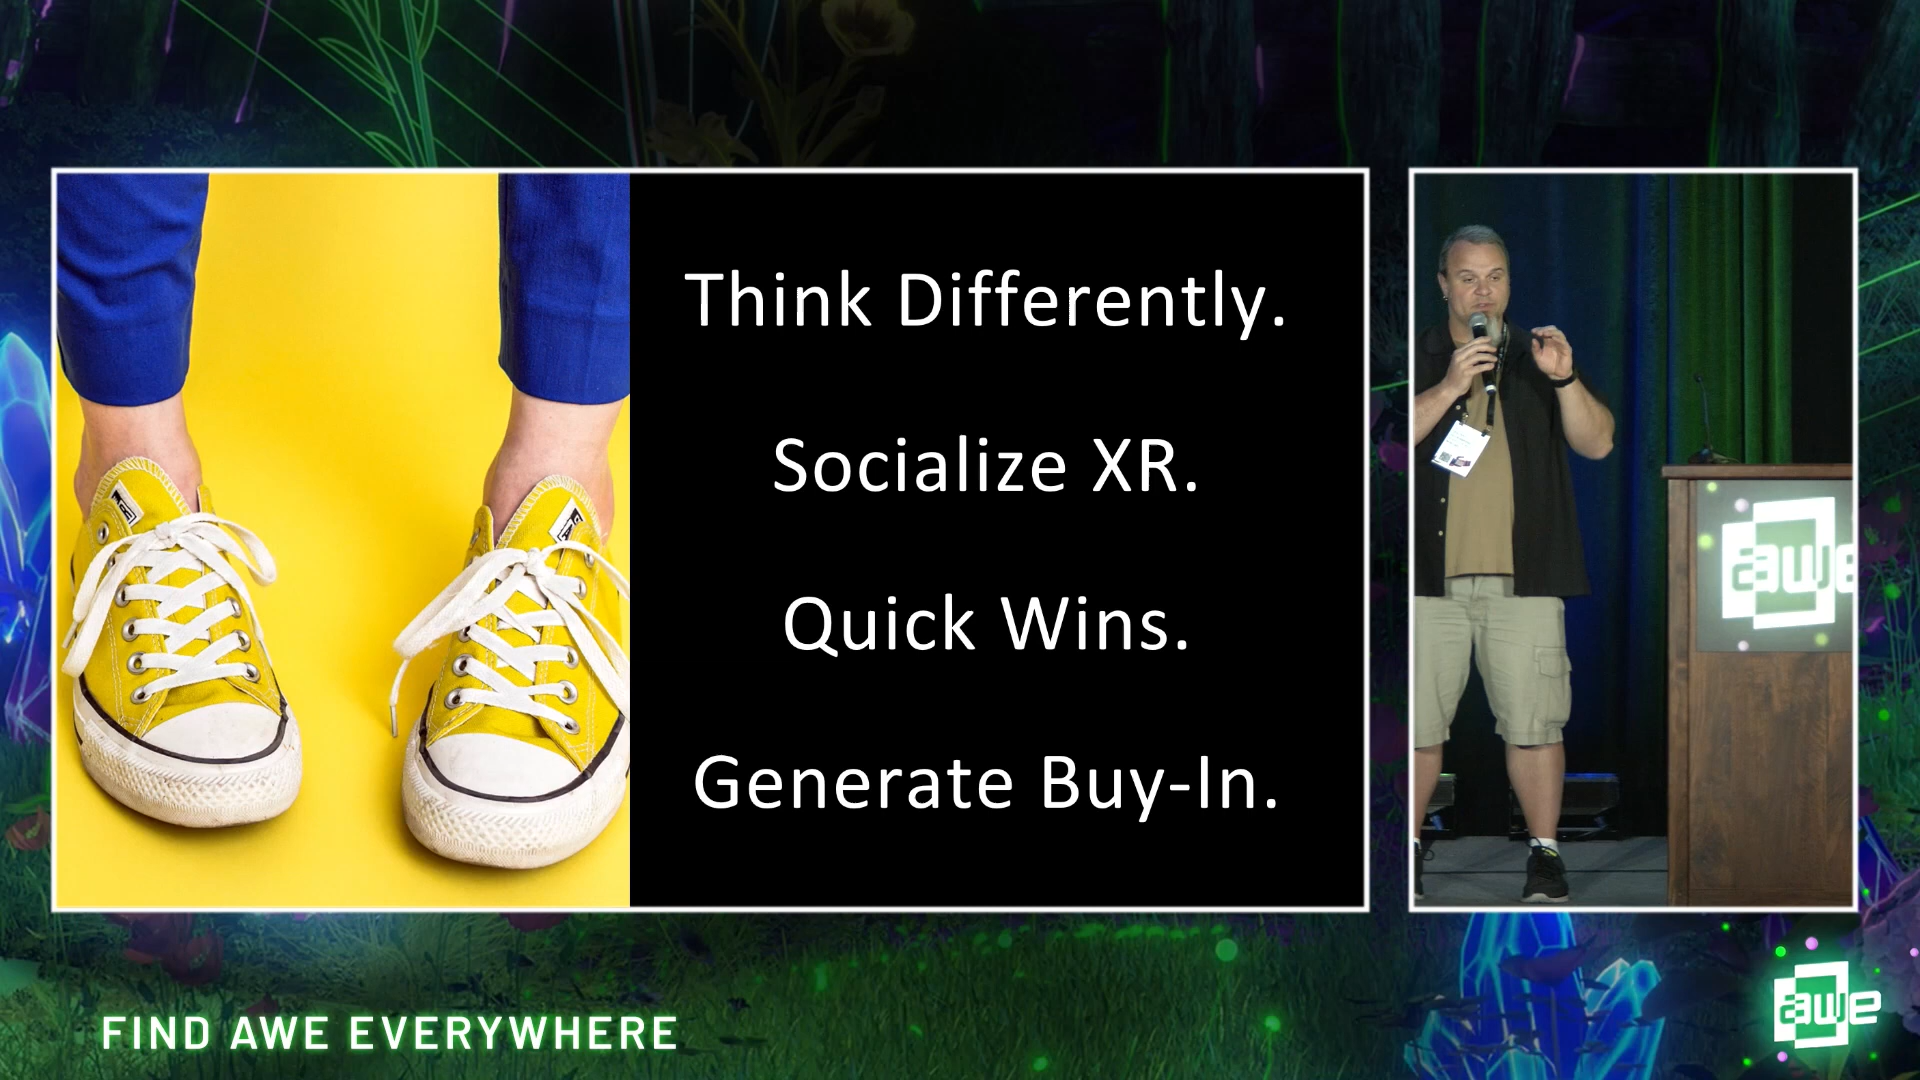 Think Differently.
Socialize XR.
Quick Wins.
Generate Buy-In.
awe
FIND AWE EVERYWHERE
awe